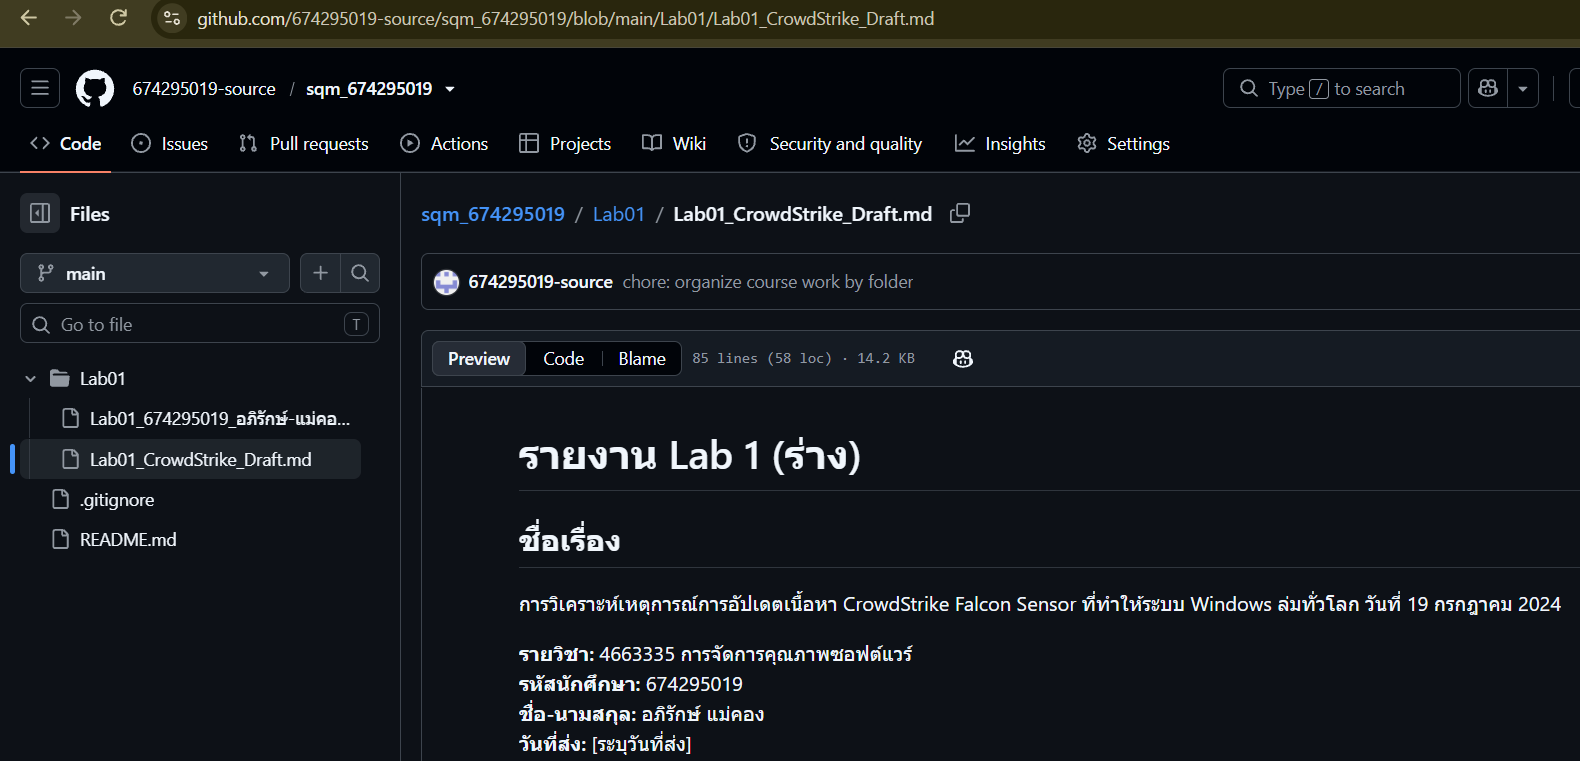 github.com/674295019-source/sqm_674295019/blob/main/Lab01/Lab01_CrowdStrike_Draft.md
674295019-source / sqm_674295019
Type / to search
Code Issues Pull requests Actions Projects Wiki Security and quality Insights Settings
Files
main
Go to file T
Lab01
Lab01_674295019_อภิรักษ์-แม่คอ...
Lab01_CrowdStrike_Draft.md
.gitignore
README.md
sqm_674295019 / Lab01 / Lab01_CrowdStrike_Draft.md
674295019-source chore: organize course work by folder
Preview Code Blame 85 lines (58 loc) · 14.2 KB
รายงาน Lab 1 (ร่าง)
ชื่อเรื่อง
การวิเคราะห์เหตุการณ์การอัปเดตเนื้อหา CrowdStrike Falcon Sensor ที่ทำให้ระบบ Windows ล่มทั่วโลก วันที่ 19 กรกฎาคม 2024
รายวิชา: 4663335 การจัดการคุณภาพซอฟต์แวร์
รหัสนักศึกษา: 674295019
ชื่อ-นามสกุล: อภิรักษ์ แม่คอง
วันที่ส่ง: [ระบุวันที่ส่ง]